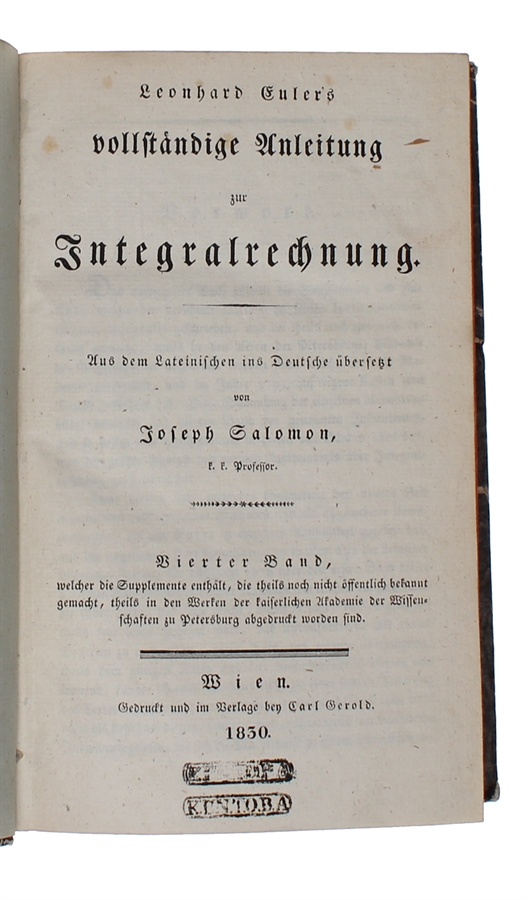 Leonhard Eulers
vollständige Anleitung
zur
Integralrechnung.
Aus dem Lateinischen ins Deutsche übersetzt
von
Joseph Salomon,
k. k. Professor.
Vierter Band,
welcher die Supplemente enthält, die theils noch nicht öffentlich bekannt
gemacht, theils in den Werken der kaiserlichen Akademie der Wissen-
schaften zu Petersburg abgedruckt worden sind.
Wien.
Gedruckt und im Verlage bey Carl Gerold.
1830.